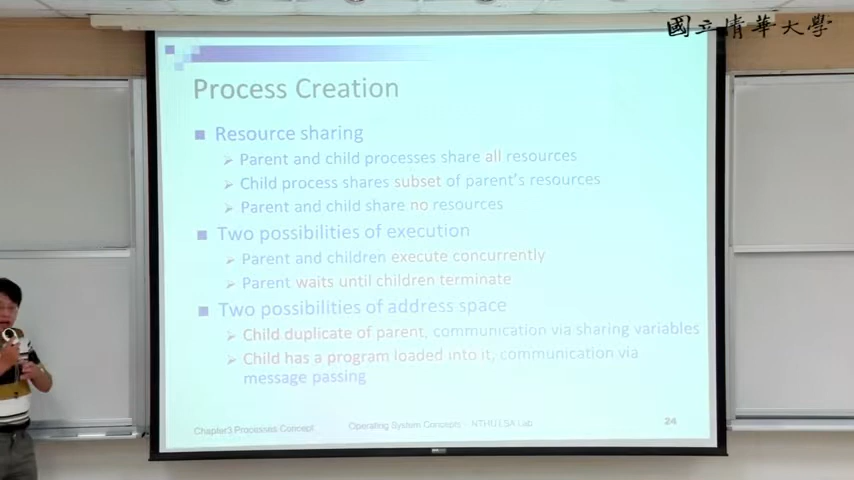 國立清華大學
Process Creation
Resource sharing
Parent and child processes share all resources
Child process shares subset of parent's resources
Parent and child share no resources
Two possibilities of execution
Parent and children execute concurrently
Parent waits until children terminate
Two possibilities of address space
Child duplicate of parent, communication via sharing variables
Child has a program loaded into it, communication via
message passing
Chapter3 Processes Concept Operating System Concepts - NTHU LSA Lab 24